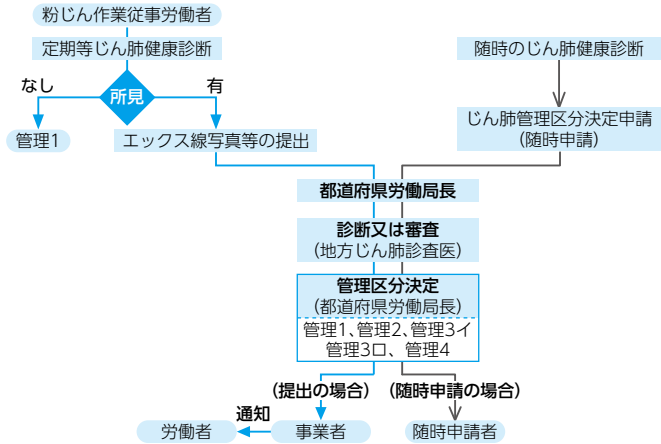 粉じん作業従事労働者
定期等じん肺健康診断
随時のじん肺健康診断
なし
所見
有
管理1
エックス線写真等の提出
じん肺管理区分決定申請
(随時申請)
都道府県労働局長
診断又は審査
(地方じん肺診査医)
管理区分決定
(都道府県労働局長)
管理1、管理2、管理3イ
管理3ロ、管理4
(提出の場合)
(随時申請の場合)
通知
労働者
事業者
随時申請者